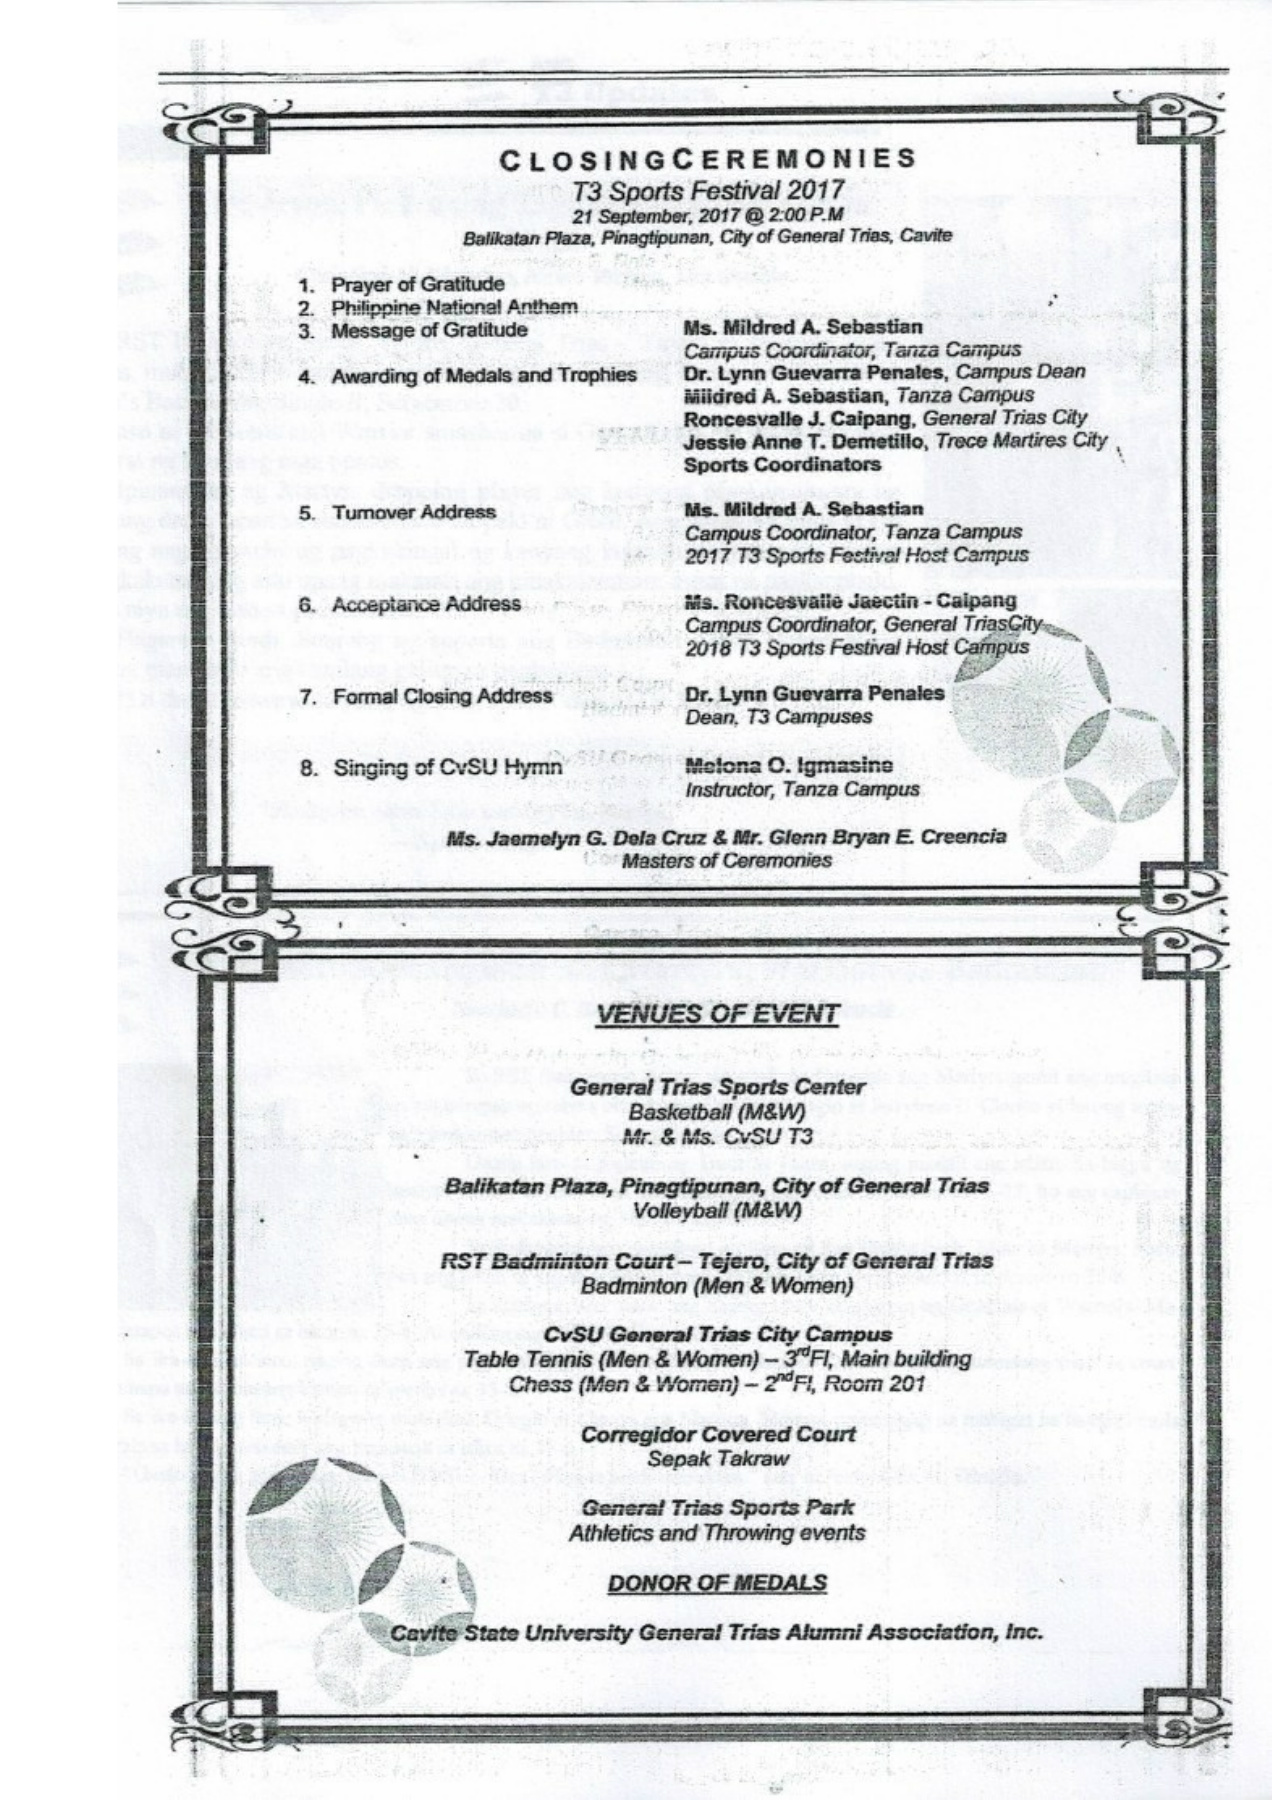 CLOSINGCEREMONIES
T3 Sports Festival 2017
21 September, 2017 @ 2:00 P.M
Balikatan Plaza, Pinagtipunan, City of General Trias, Cavite
1. Prayer of Gratitude
2. Philippine National Anthem
3. Message of Gratitude Ms. Mildred A. Sebastian
Campus Coordinator, Tanza Campus
4. Awarding of Medals and Trophies Dr. Lynn Guevarra Penales, Campus Dean
Mildred A. Sebastian, Tanza Campus
Roncesvalle J. Caipang, General Trias City
Jessie Anne T. Demetillo, Trece Martires City
Sports Coordinators
5. Turnover Address Ms. Mildred A. Sebastian
Campus Coordinator, Tanza Campus
2017 T3 Sports Festival Host Campus
6. Acceptance Address Ms. Roncesvalle Jaectin - Caipang
Campus Coordinator, General TriasCity
2018 T3 Sports Festival Host Campus
7. Formal Closing Address Dr. Lynn Guevarra Penales
Dean, T3 Campuses
8. Singing of CvSU Hymn Melona O. Igmasine
Instructor, Tanza Campus
Ms. Jaemelyn G. Dela Cruz & Mr. Glenn Bryan E. Creencia
Masters of Ceremonies
VENUES OF EVENT
General Trias Sports Center
Basketball (M&W)
Mr. & Ms. CvSU T3
Balikatan Plaza, Pinagtipunan, City of General Trias
Volleyball (M&W)
RST Badminton Court – Tejero, City of General Trias
Badminton (Men & Women)
CvSU General Trias City Campus
Table Tennis (Men & Women) – 3rdFl, Main building
Chess (Men & Women) – 2ndFl, Room 201
Corregidor Covered Court
Sepak Takraw
General Trias Sports Park
Athletics and Throwing events
DONOR OF MEDALS
Cavite State University General Trias Alumni Association, Inc.